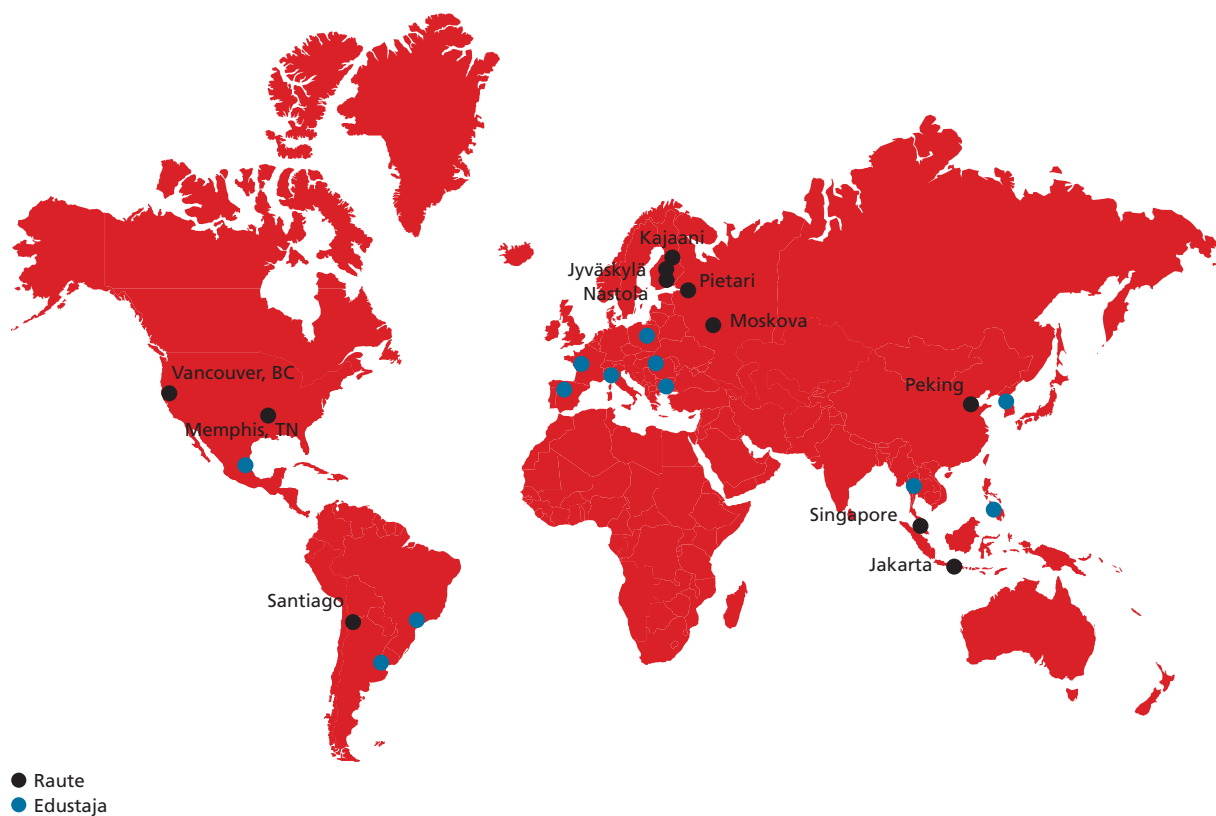 Kajaani
Jyväskylä
Nastola
Pietari
Moskova
Vancouver, BC
Memphis, TN
Peking
Singapore
Jakarta
Santiago
Raute
Edustaja